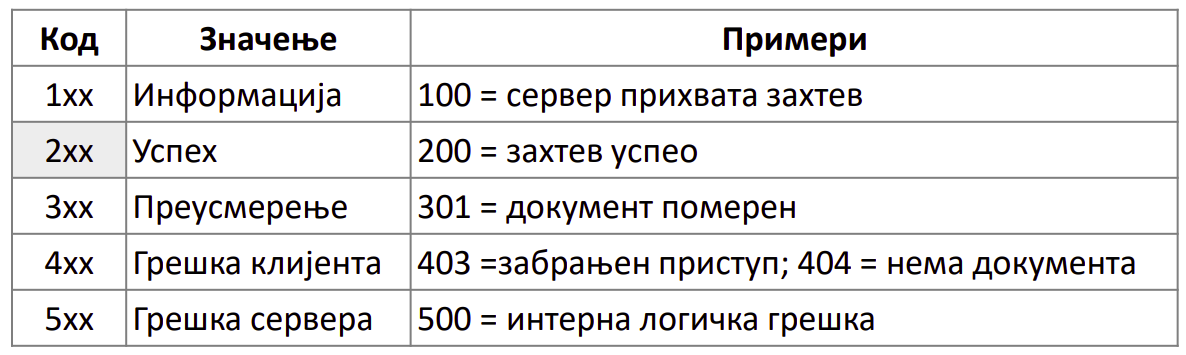 Код Значење Примери
1xx Информација 100 = сервер прихвата захтев
2xx Успех 200 = захтев успео
3xx Преусмерење 301 = документ померен
4xx Грешка клијента 403 =забрањен приступ; 404 = нема документа
5xx Грешка сервера 500 = интерна логичка грешка